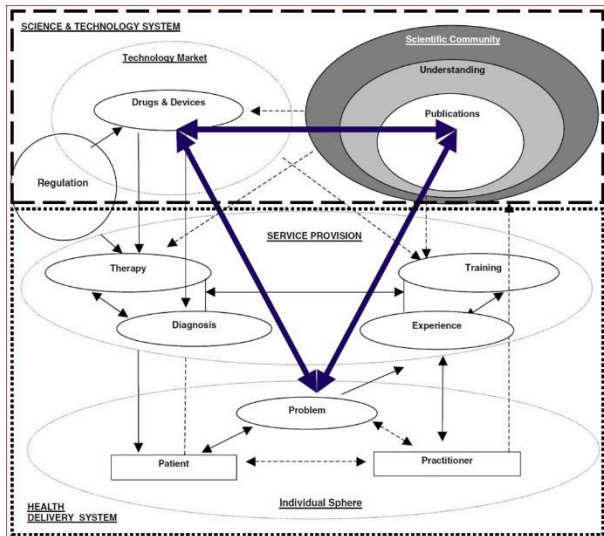 SCIENCE & TECHNOLOGY SYSTEM
Scientific Community
Technology Market
Understanding
Drugs & Devices
Publications
Regulation
SERVICE PROVISION
Therapy
Training
Diagnosis
Experience
Problem
Patient
Practitioner
Individual Sphere
HEALTH
DELIVERY SYSTEM